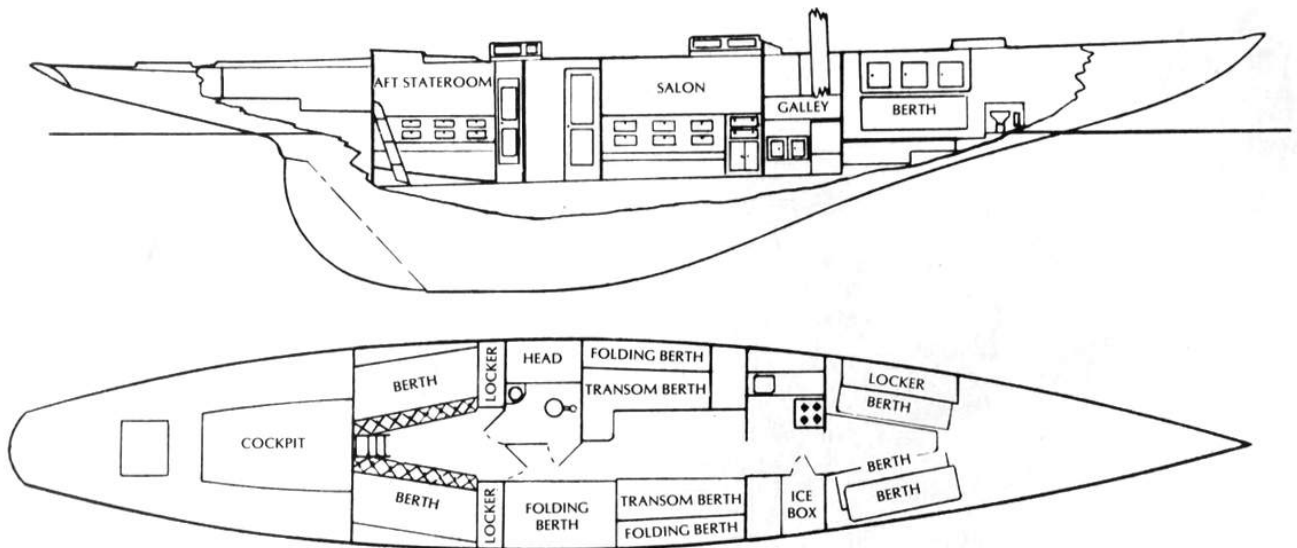 AFT STATEROOM
SALON
GALLEY
BERTH
BERTH
LOCKER
HEAD
FOLDING BERTH
TRANSOM BERTH
LOCKER
BERTH
COCKPIT
BERTH
LOCKER
FOLDING
BERTH
TRANSOM BERTH
FOLDING BERTH
ICE
BOX
BERTH
BERTH